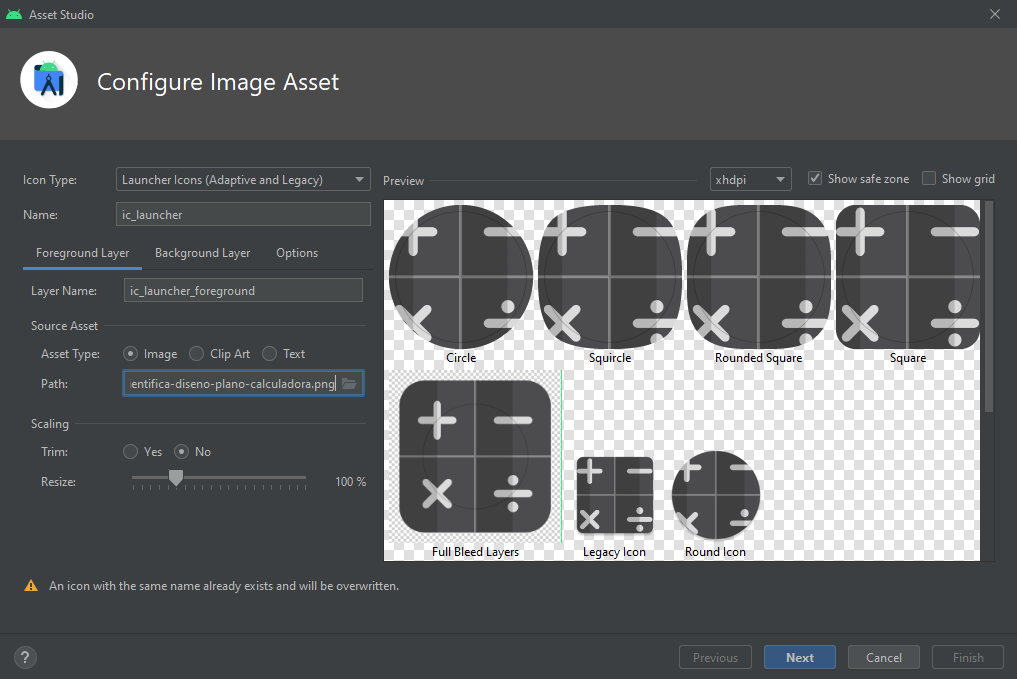 Asset Studio
Configure Image Asset
Icon Type: Launcher Icons (Adaptive and Legacy)
Name: ic_launcher
Foreground Layer Background Layer Options
Layer Name: ic_launcher_foreground
Source Asset
Asset Type: Image Clip Art Text
Path: entifica-diseno-plano-calculadora.png
Scaling
Trim: Yes No
Resize: 100 %
Preview xhdpi Show safe zone Show grid
Circle Squircle Rounded Square Square
Full Bleed Layers Legacy Icon Round Icon
An icon with the same name already exists and will be overwritten.
? Previous Next Cancel Finish